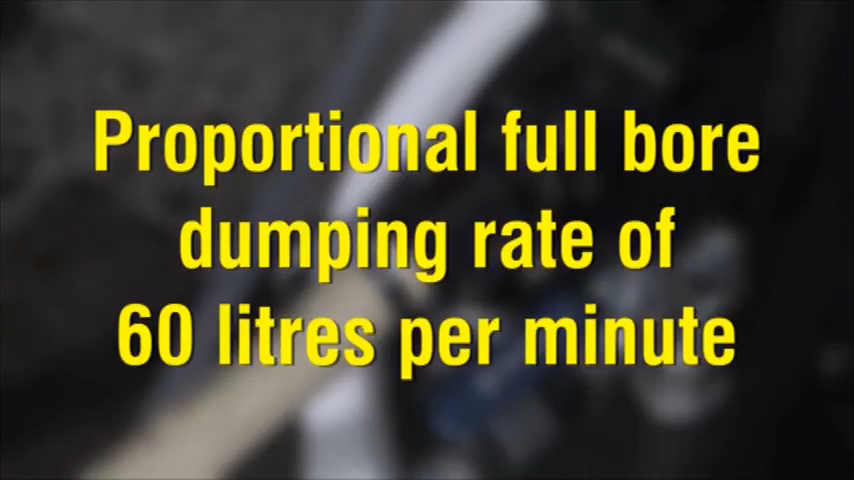 Proportional full bore
dumping rate of
60 litres per minute